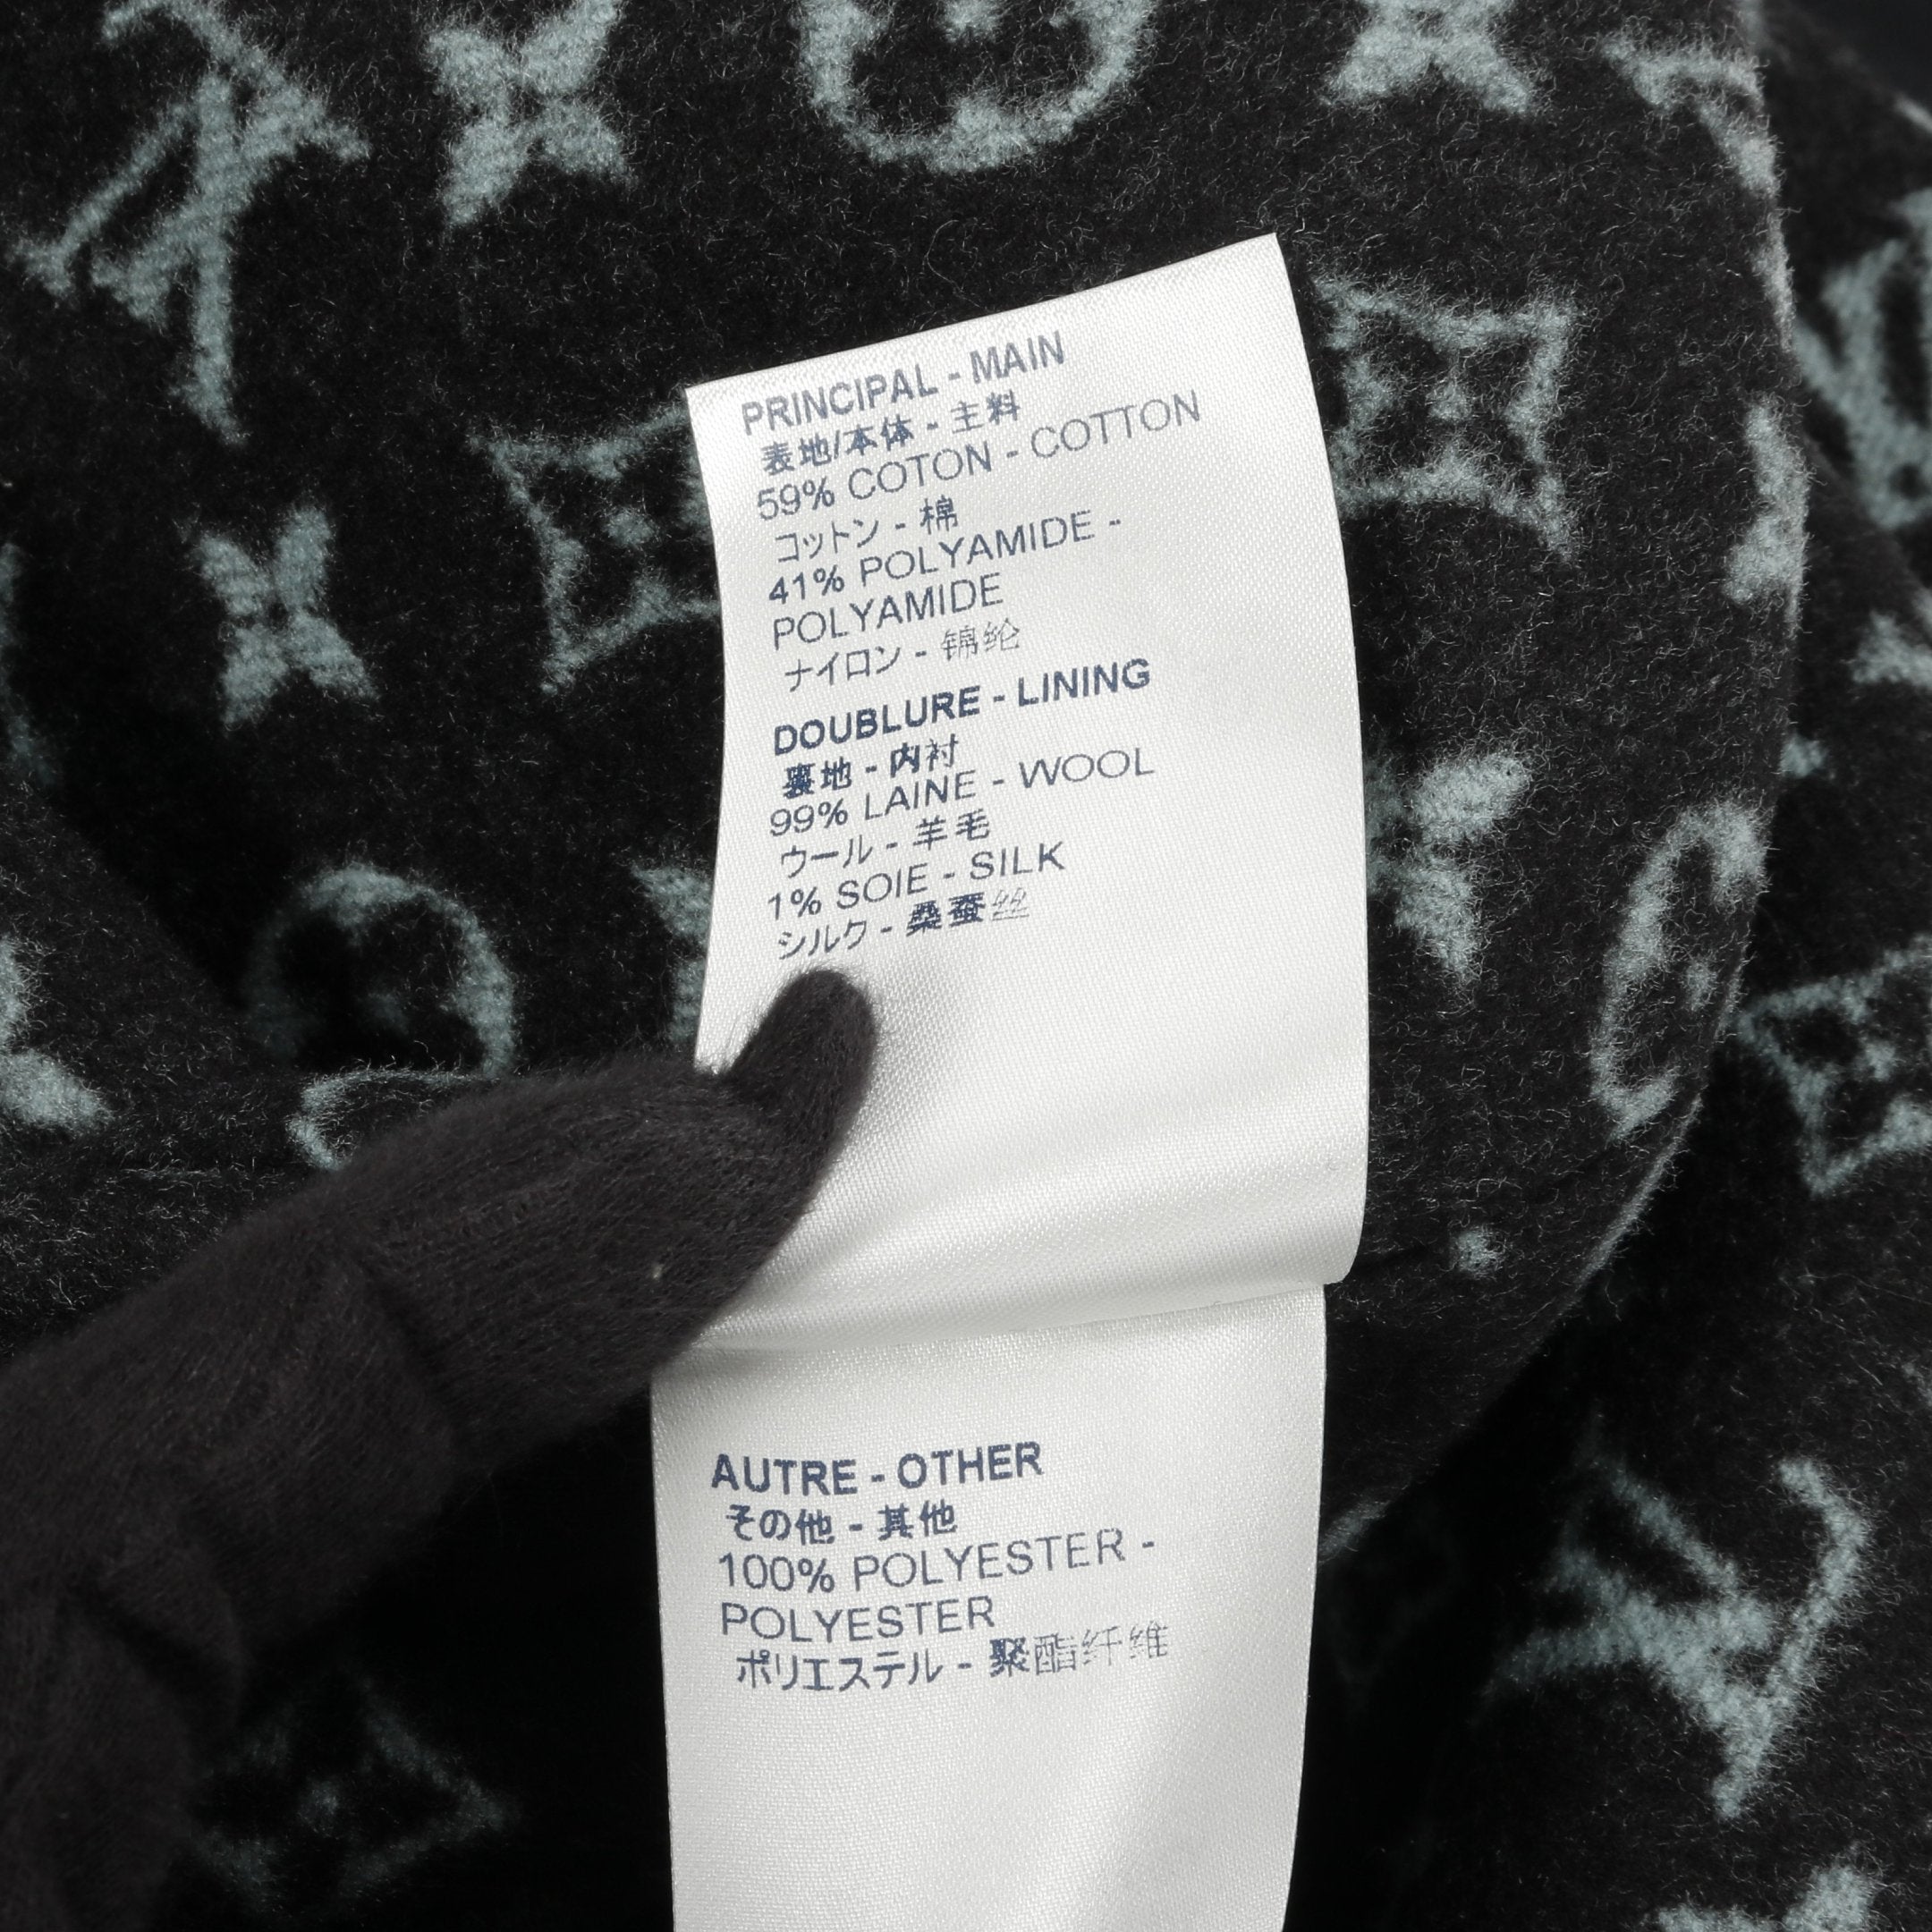 PRINCIPAL - MAIN
表地/本体 - 主料
59% COTON - COTTON
コットン - 棉
41% POLYAMIDE -
POLYAMIDE
ナイロン - 锦纶
DOUBLURE - LINING
裏地 - 内衬
99% LAINE - WOOL
ウール - 羊毛
1% SOIE - SILK
シルク - 桑蚕丝
AUTRE - OTHER
その他 - 其他
100% POLYESTER -
POLYESTER
ポリエステル - 聚酯纤维